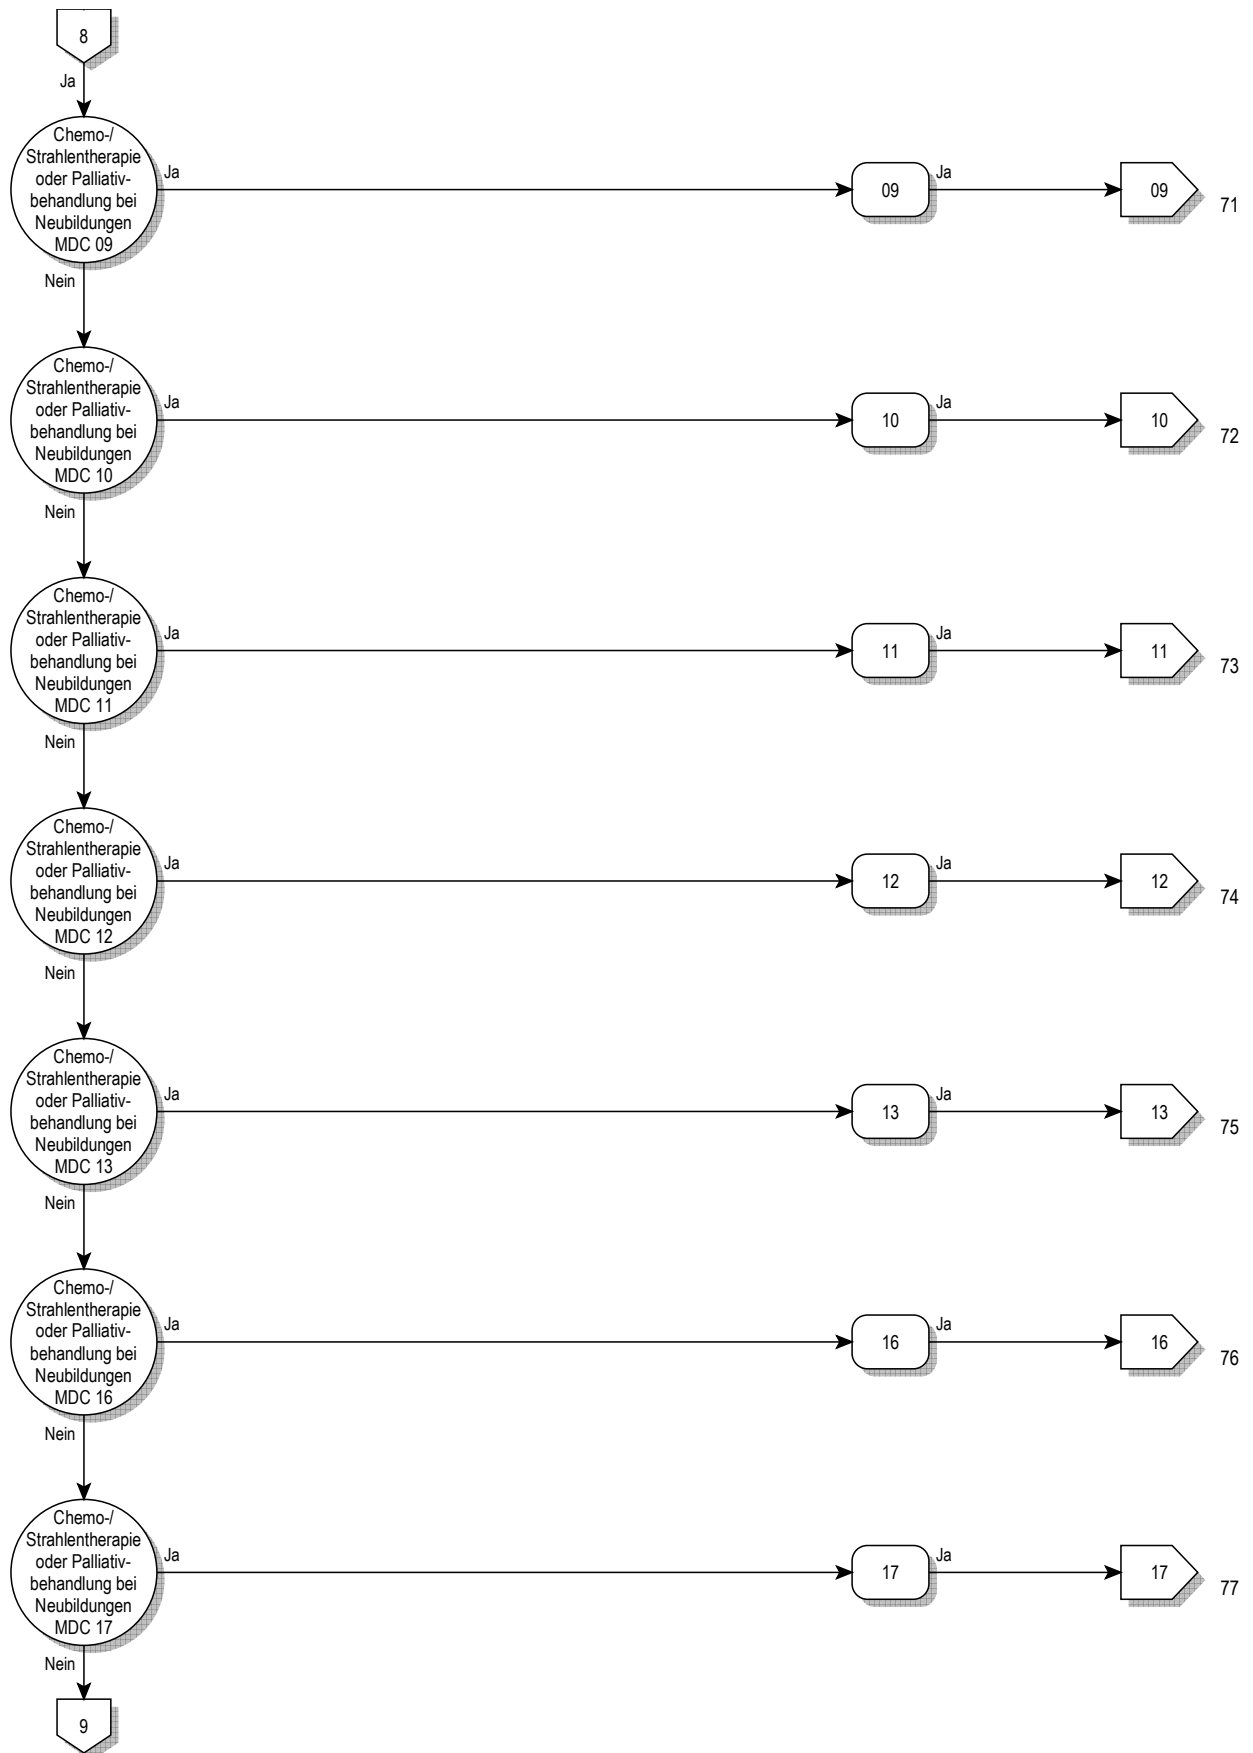 8
Ja
Chemo-/
Strahlentherapie
oder Palliativ-
behandlung bei
Neubildungen
MDC 09
Ja
09
Ja
09
71
Nein
Chemo-/
Strahlentherapie
oder Palliativ-
behandlung bei
Neubildungen
MDC 10
Ja
10
Ja
10
72
Nein
Chemo-/
Strahlentherapie
oder Palliativ-
behandlung bei
Neubildungen
MDC 11
Ja
11
Ja
11
73
Nein
Chemo-/
Strahlentherapie
oder Palliativ-
behandlung bei
Neubildungen
MDC 12
Ja
12
Ja
12
74
Nein
Chemo-/
Strahlentherapie
oder Palliativ-
behandlung bei
Neubildungen
MDC 13
Ja
13
Ja
13
75
Nein
Chemo-/
Strahlentherapie
oder Palliativ-
behandlung bei
Neubildungen
MDC 16
Ja
16
Ja
16
76
Nein
Chemo-/
Strahlentherapie
oder Palliativ-
behandlung bei
Neubildungen
MDC 17
Ja
17
Ja
17
77
Nein
9